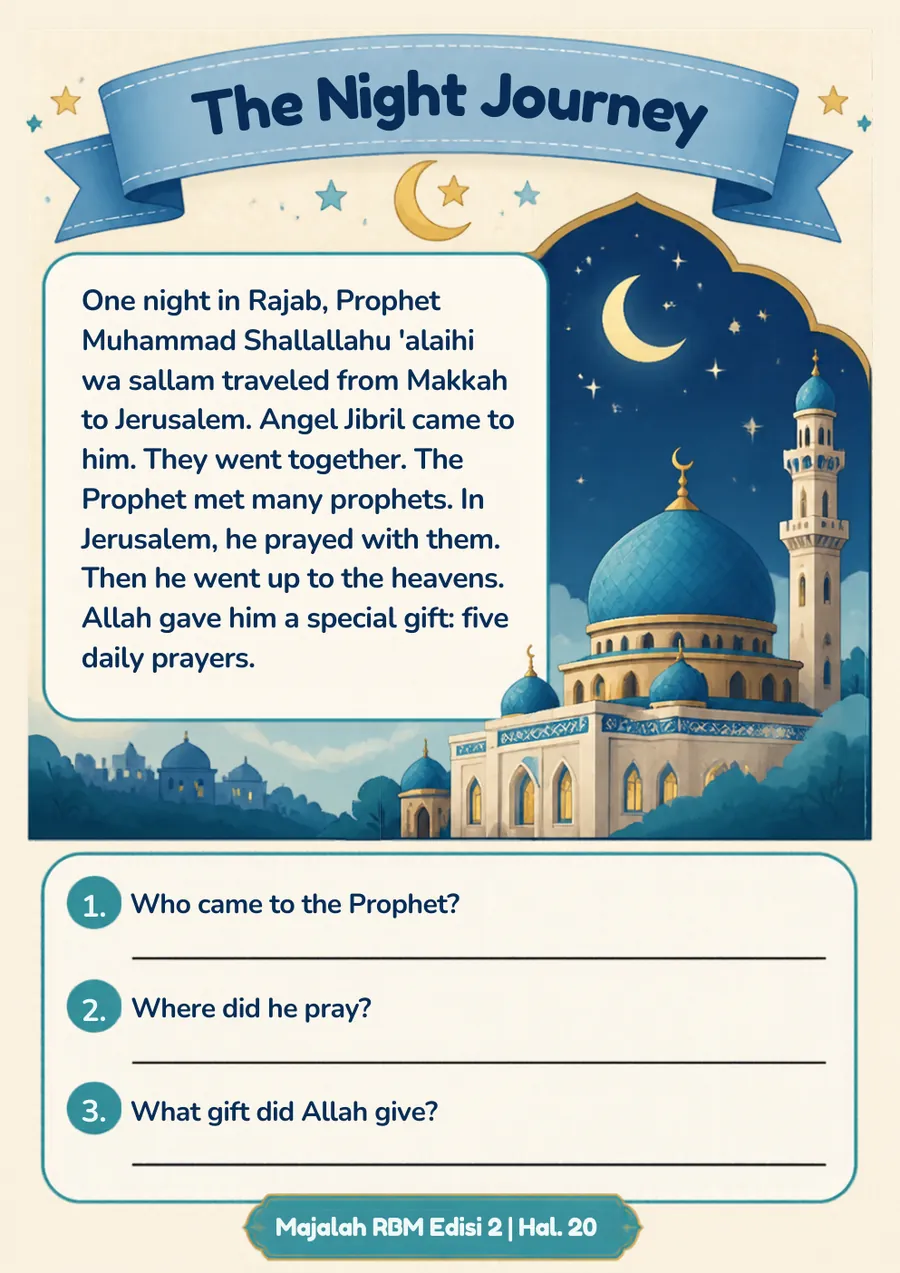 The Night Journey
One night in Rajab, Prophet
Muhammad Shallallahu 'alaihi
wa sallam traveled from Makkah
to Jerusalem. Angel Jibril came to
him. They went together. The
Prophet met many prophets. In
Jerusalem, he prayed with them.
Then he went up to the heavens.
Allah gave him a special gift: five
daily prayers.
1. Who came to the Prophet?
2. Where did he pray?
3. What gift did Allah give?
Majalah RBM Edisi 2 | Hal. 20